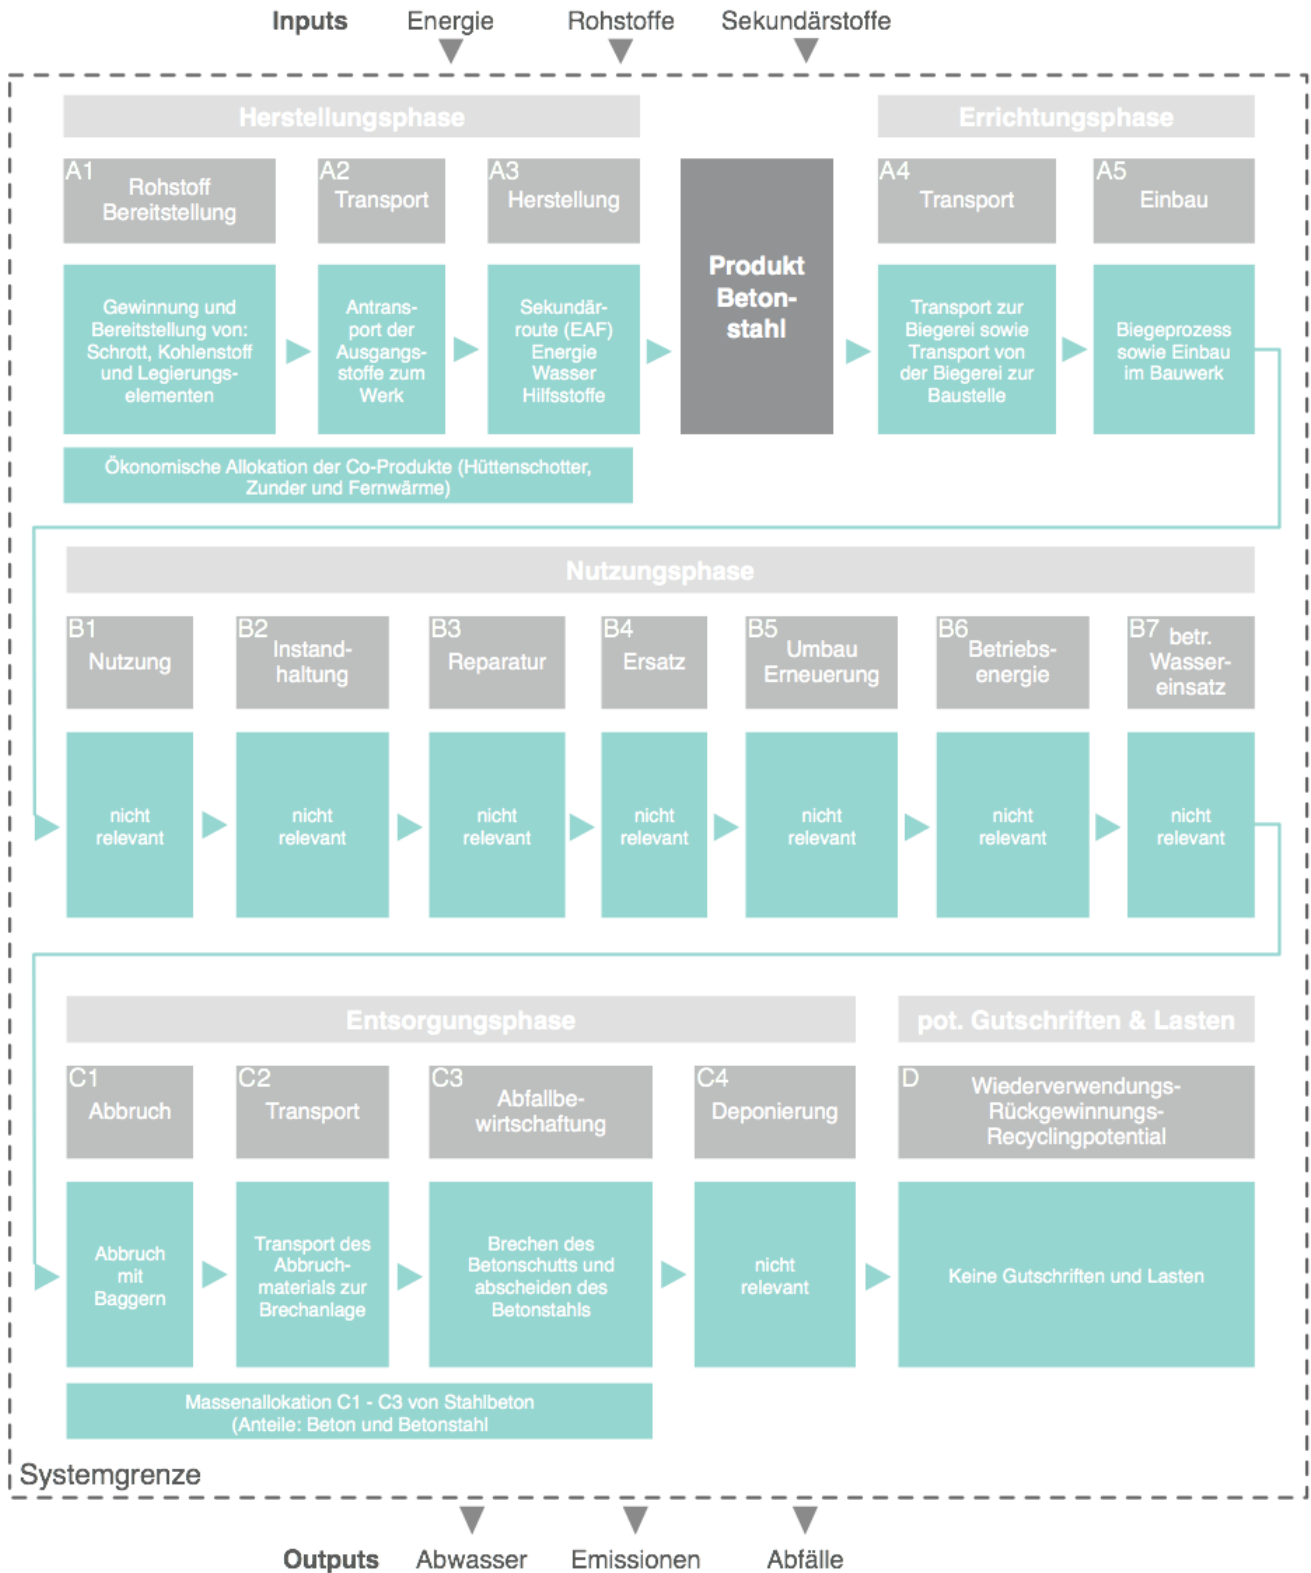 Inputs Energie Rohstoffe Sekundärstoffe
Herstellungsphase
Errichtungsphase
A1
Rohstoff
Bereitstellung
A2
Transport
A3
Herstellung
Produkt
Beton-
stahl
A4
Transport
A5
Einbau
Gewinnung und
Bereitstellung von:
Schrott, Kohlenstoff
und Legierungs-
elementen
Antrans-
port der
Ausgangs-
stoffe zum
Werk
Sekundär-
route (EAF)
Energie
Wasser
Hilfsstoffe
Transport zur
Biegerei sowie
Transport von
der Biegerei zur
Baustelle
Biegeprozess
sowie Einbau
im Bauwerk
Ökonomische Allokation der Co-Produkte (Hüttenschotter,
Zunder und Fernwärme)
Nutzungsphase
B1
Nutzung
B2
Instand-
haltung
B3
Reparatur
B4
Ersatz
B5
Umbau
Erneuerung
B6
Betriebs-
energie
B7
betr.
Wasser-
einsatz
nicht
relevant
nicht
relevant
nicht
relevant
nicht
relevant
nicht
relevant
nicht
relevant
nicht
relevant
Entsorgungsphase
pot. Gutschriften & Lasten
C1
Abbruch
C2
Transport
C3
Abfallbe-
wirtschaftung
C4
Deponierung
D
Wiederverwendungs-
Rückgewinnungs-
Recyclingpotential
Abbruch
mit
Baggern
Transport des
Abbruch-
materials zur
Brechanlage
Brechen des
Betonschutts und
abscheiden des
Betonstahls
nicht
relevant
Keine Gutschriften und Lasten
Massenallokation C1 - C3 von Stahlbeton
(Anteile: Beton und Betonstahl
Systemgrenze
Outputs Abwasser Emissionen Abfälle